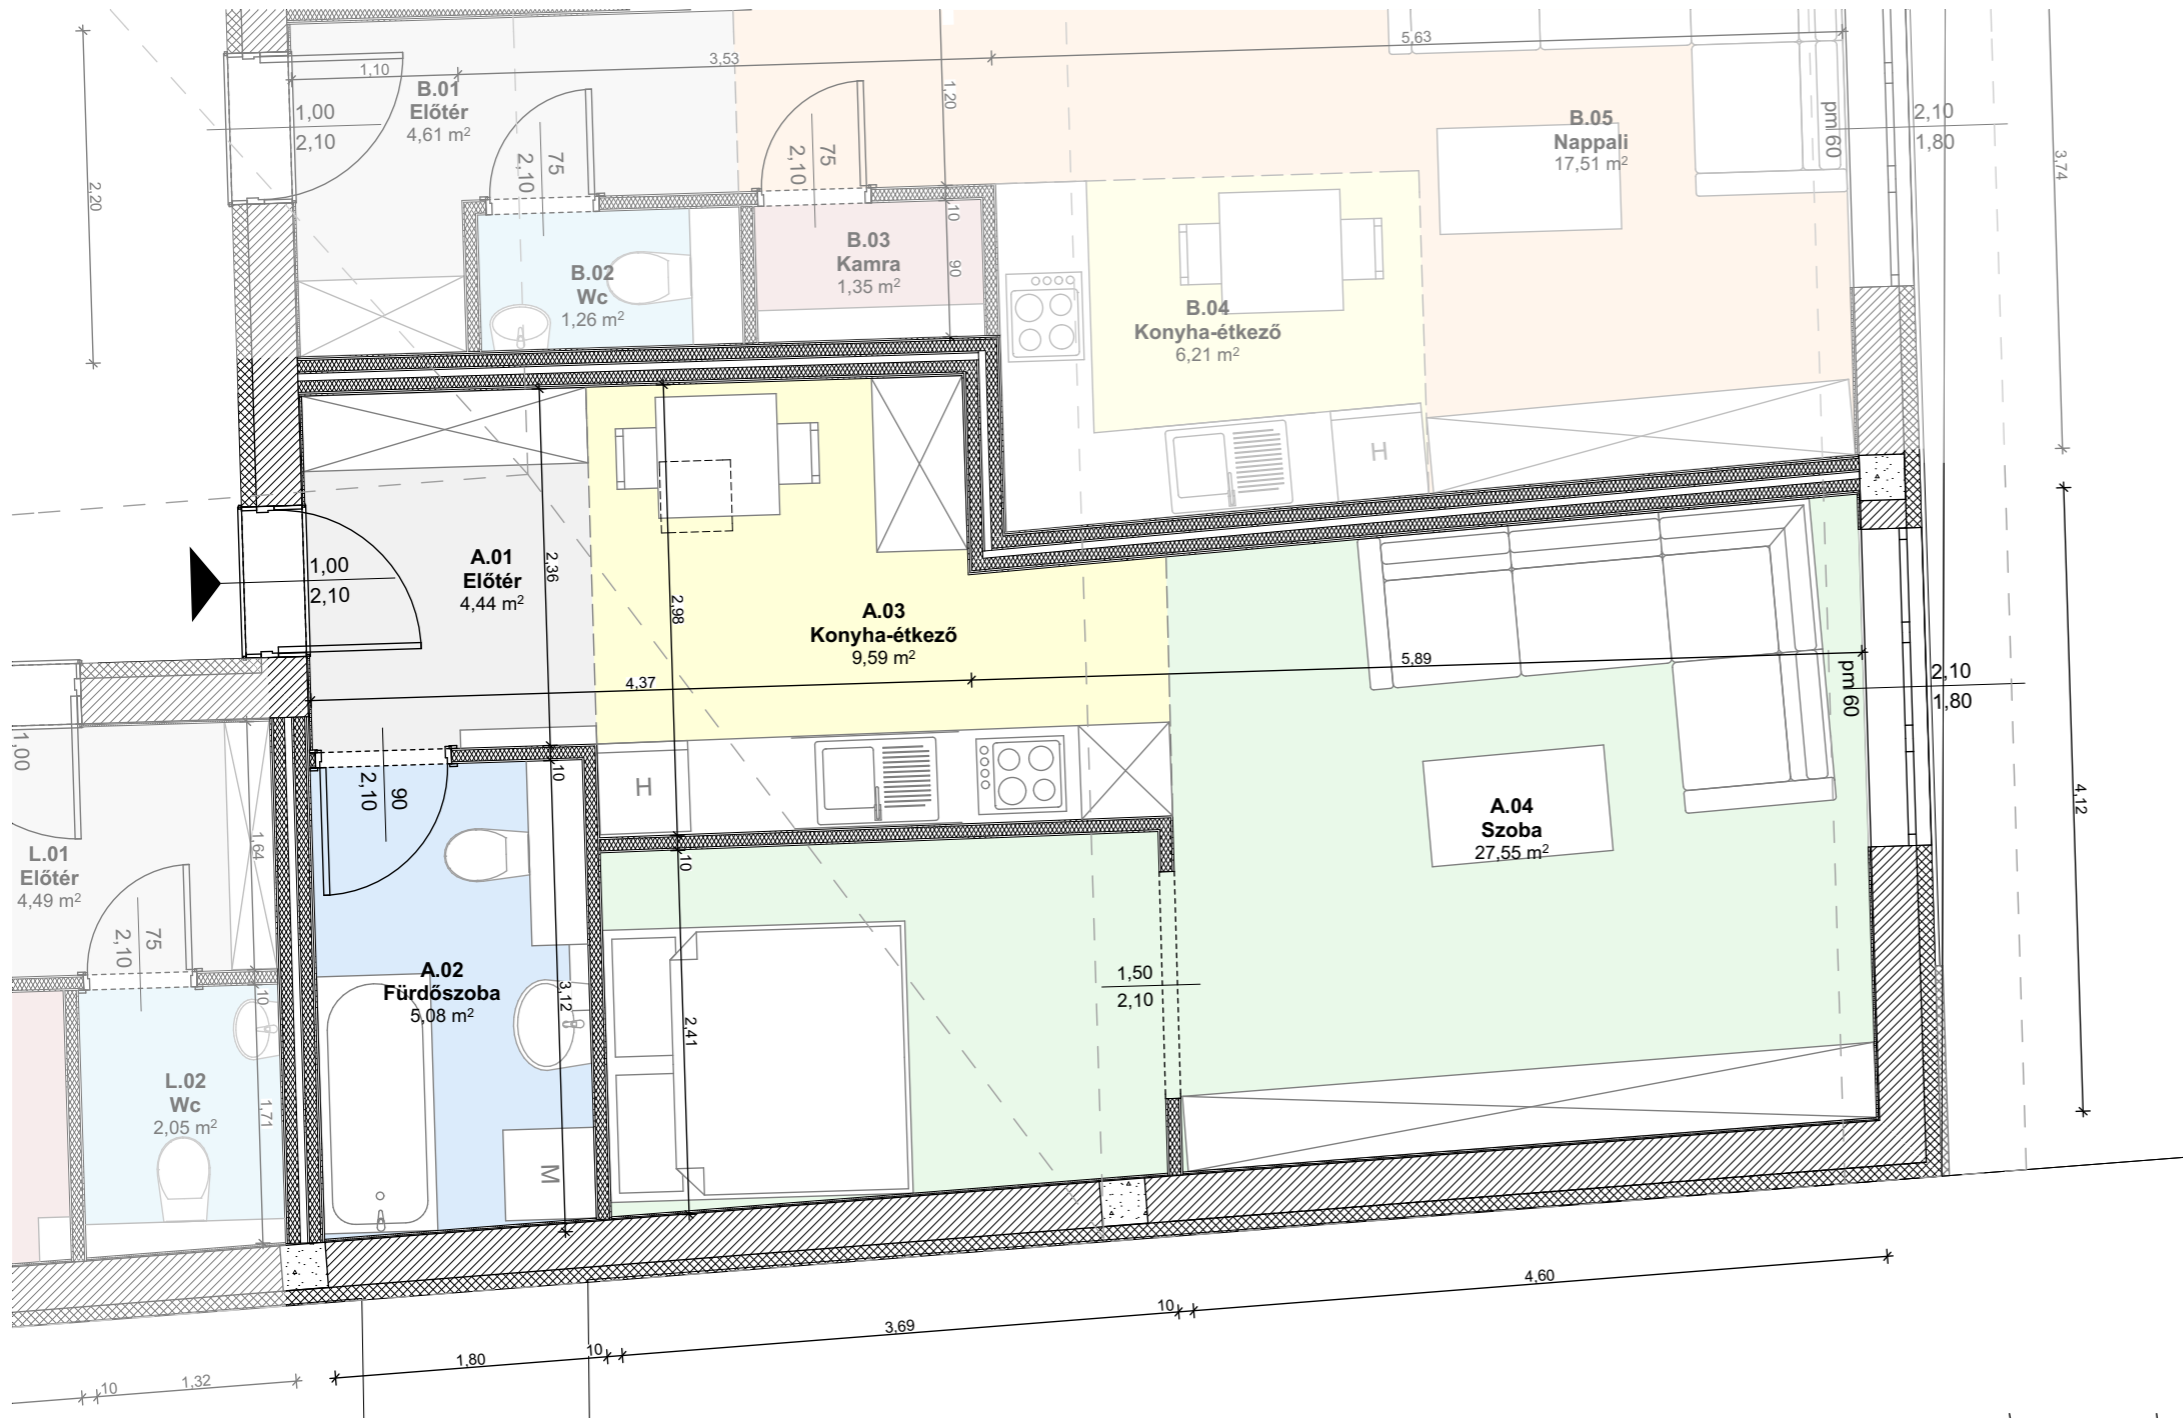 5,63
3,53
1,10
B.01
Előtér
4,61 m²
1,00
2,10
75
2,10
75
2,10
1,20
B.05
Nappali
17,51 m²
pm 60
2,10
1,80
3,74
2,20
10
90
B.02
Wc
1,26 m²
B.03
Kamra
1,35 m²
B.04
Konyha-étkező
6,21 m²
H
A.01
Előtér
4,44 m²
1,00
2,10
2,36
2,98
A.03
Konyha-étkező
9,59 m²
5,89
4,37
pm 60
2,10
1,80
4,12
1,00
90
2,10
10
H
10
A.04
Szoba
27,55 m²
L.01
Előtér
4,49 m²
1,64
75
2,10
10
A.02
Fürdőszoba
5,08 m²
3,12
2,41
1,50
2,10
L.02
Wc
2,05 m²
1,71
M
4,60
10
3,69
10
1,80
10
1,32